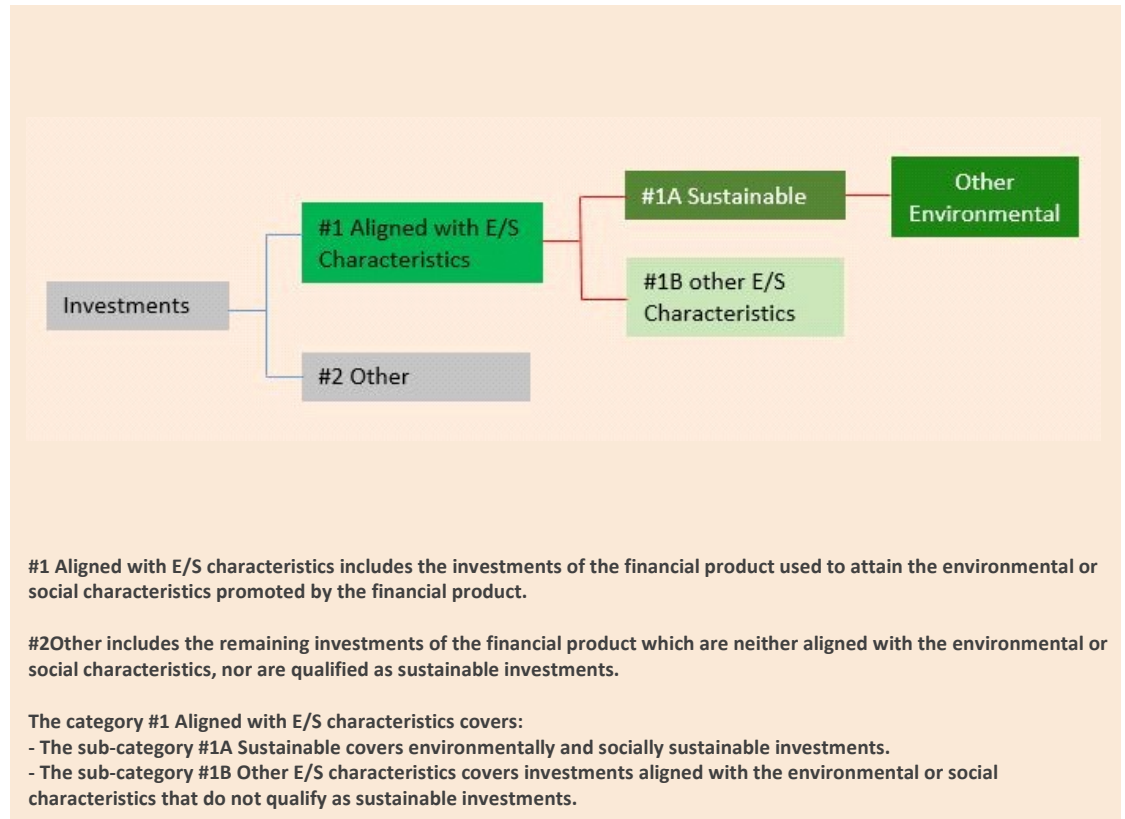 Investments
#1 Aligned with E/S
Characteristics
#2 Other
#1A Sustainable
#1B other E/S
Characteristics
Other
Environmental
#1 Aligned with E/S characteristics includes the investments of the financial product used to attain the environmental or
social characteristics promoted by the financial product.
#2Other includes the remaining investments of the financial product which are neither aligned with the environmental or
social characteristics, nor are qualified as sustainable investments.
The category #1 Aligned with E/S characteristics covers:
- The sub-category #1A Sustainable covers environmentally and socially sustainable investments.
- The sub-category #1B Other E/S characteristics covers investments aligned with the environmental or social
characteristics that do not qualify as sustainable investments.